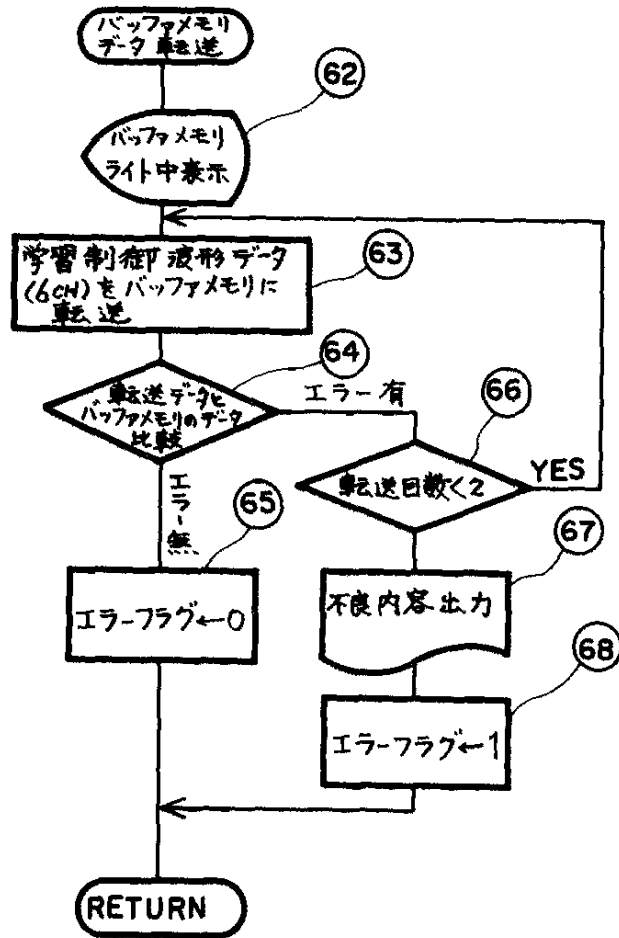 バッファメモリ
データ転送
62
バッファメモリ
ライト中表示
63
学習制御波形データ
(6CH)をバッファメモリに
転送
64
転送データと
バッファメモリのデータ
比較
エラー有
66
転送回数<2
YES
エラー無
65
エラーフラグ←0
67
不良内容出力
68
エラーフラグ←1
RETURN